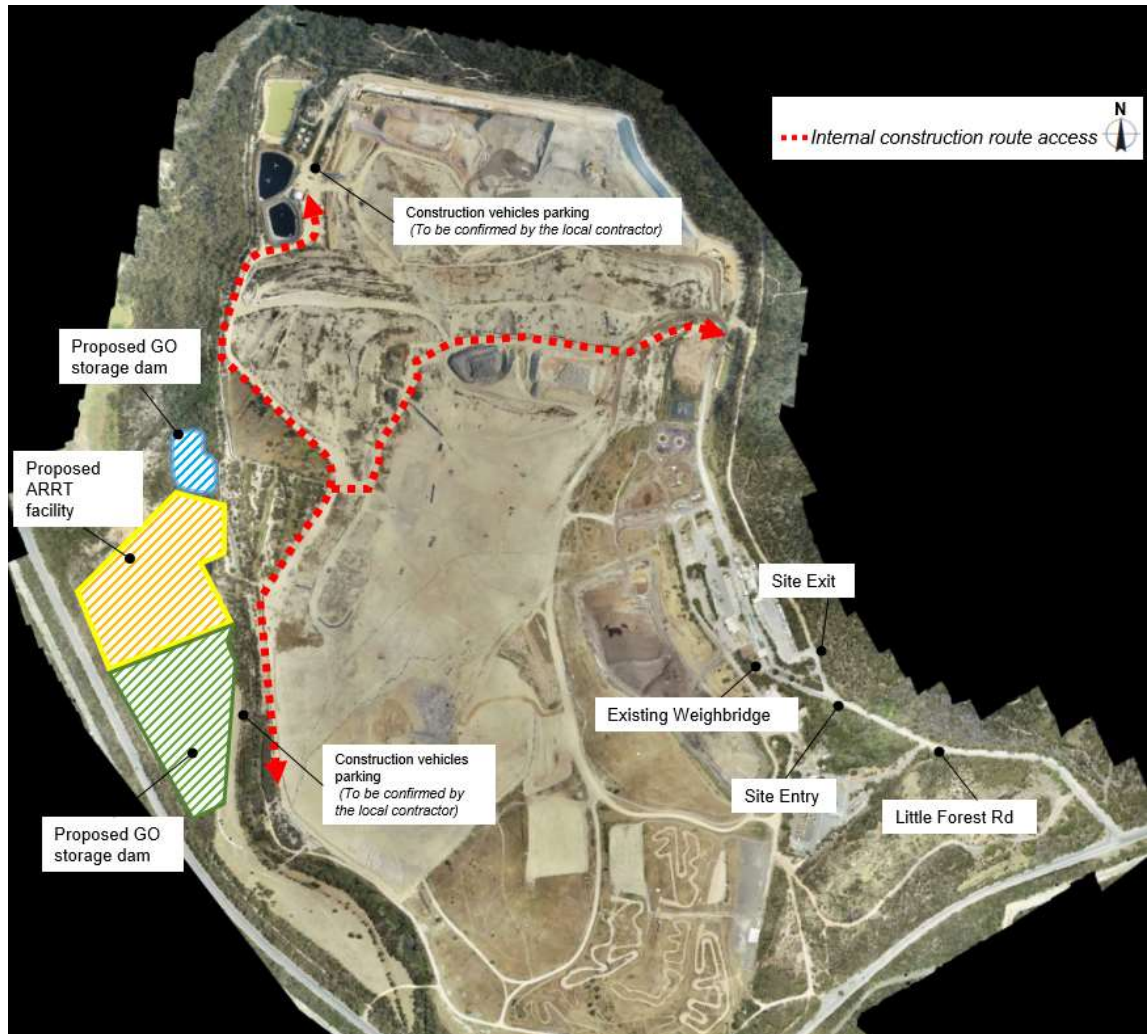 N
Internal construction route access
Construction vehicles parking
(To be confirmed by the local contractor)
Proposed GO
storage dam
Proposed
ARRT
facility
Site Exit
Existing Weighbridge
Construction vehicles
parking
(To be confirmed by
the local contractor)
Site Entry
Little Forest Rd
Proposed GO
storage dam